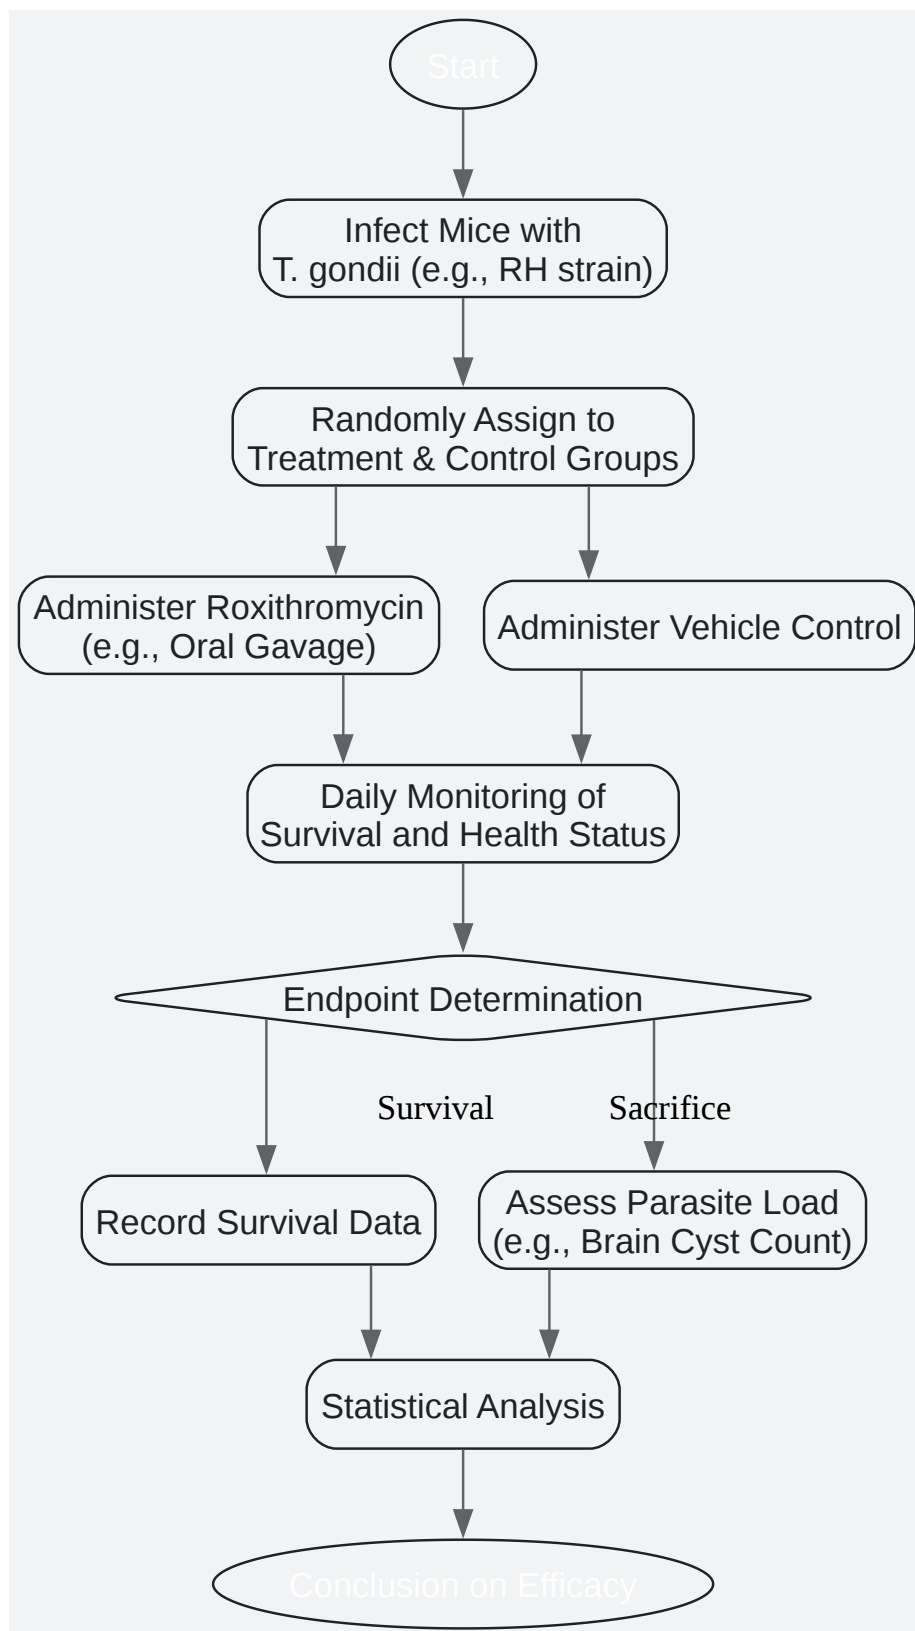 Start
Infect Mice with
T. gondii (e.g., RH strain)
Randomly Assign to
Treatment & Control Groups
Administer Roxithromycin
(e.g., Oral Gavage)
Administer Vehicle Control
Daily Monitoring of
Survival and Health Status
Endpoint Determination
Survival
Sacrifice
Record Survival Data
Assess Parasite Load
(e.g., Brain Cyst Count)
Statistical Analysis
Conclusion on Efficacy